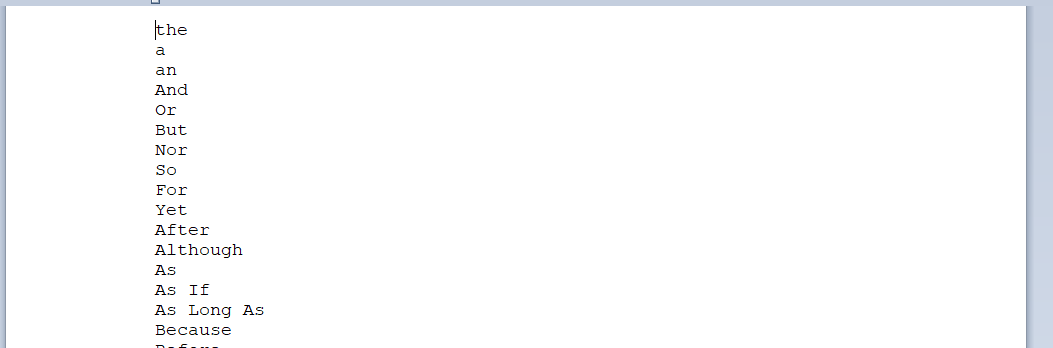 the
a
an
And
Or
But
Nor
So
For
Yet
After
Although
As
As If
As Long As
Because